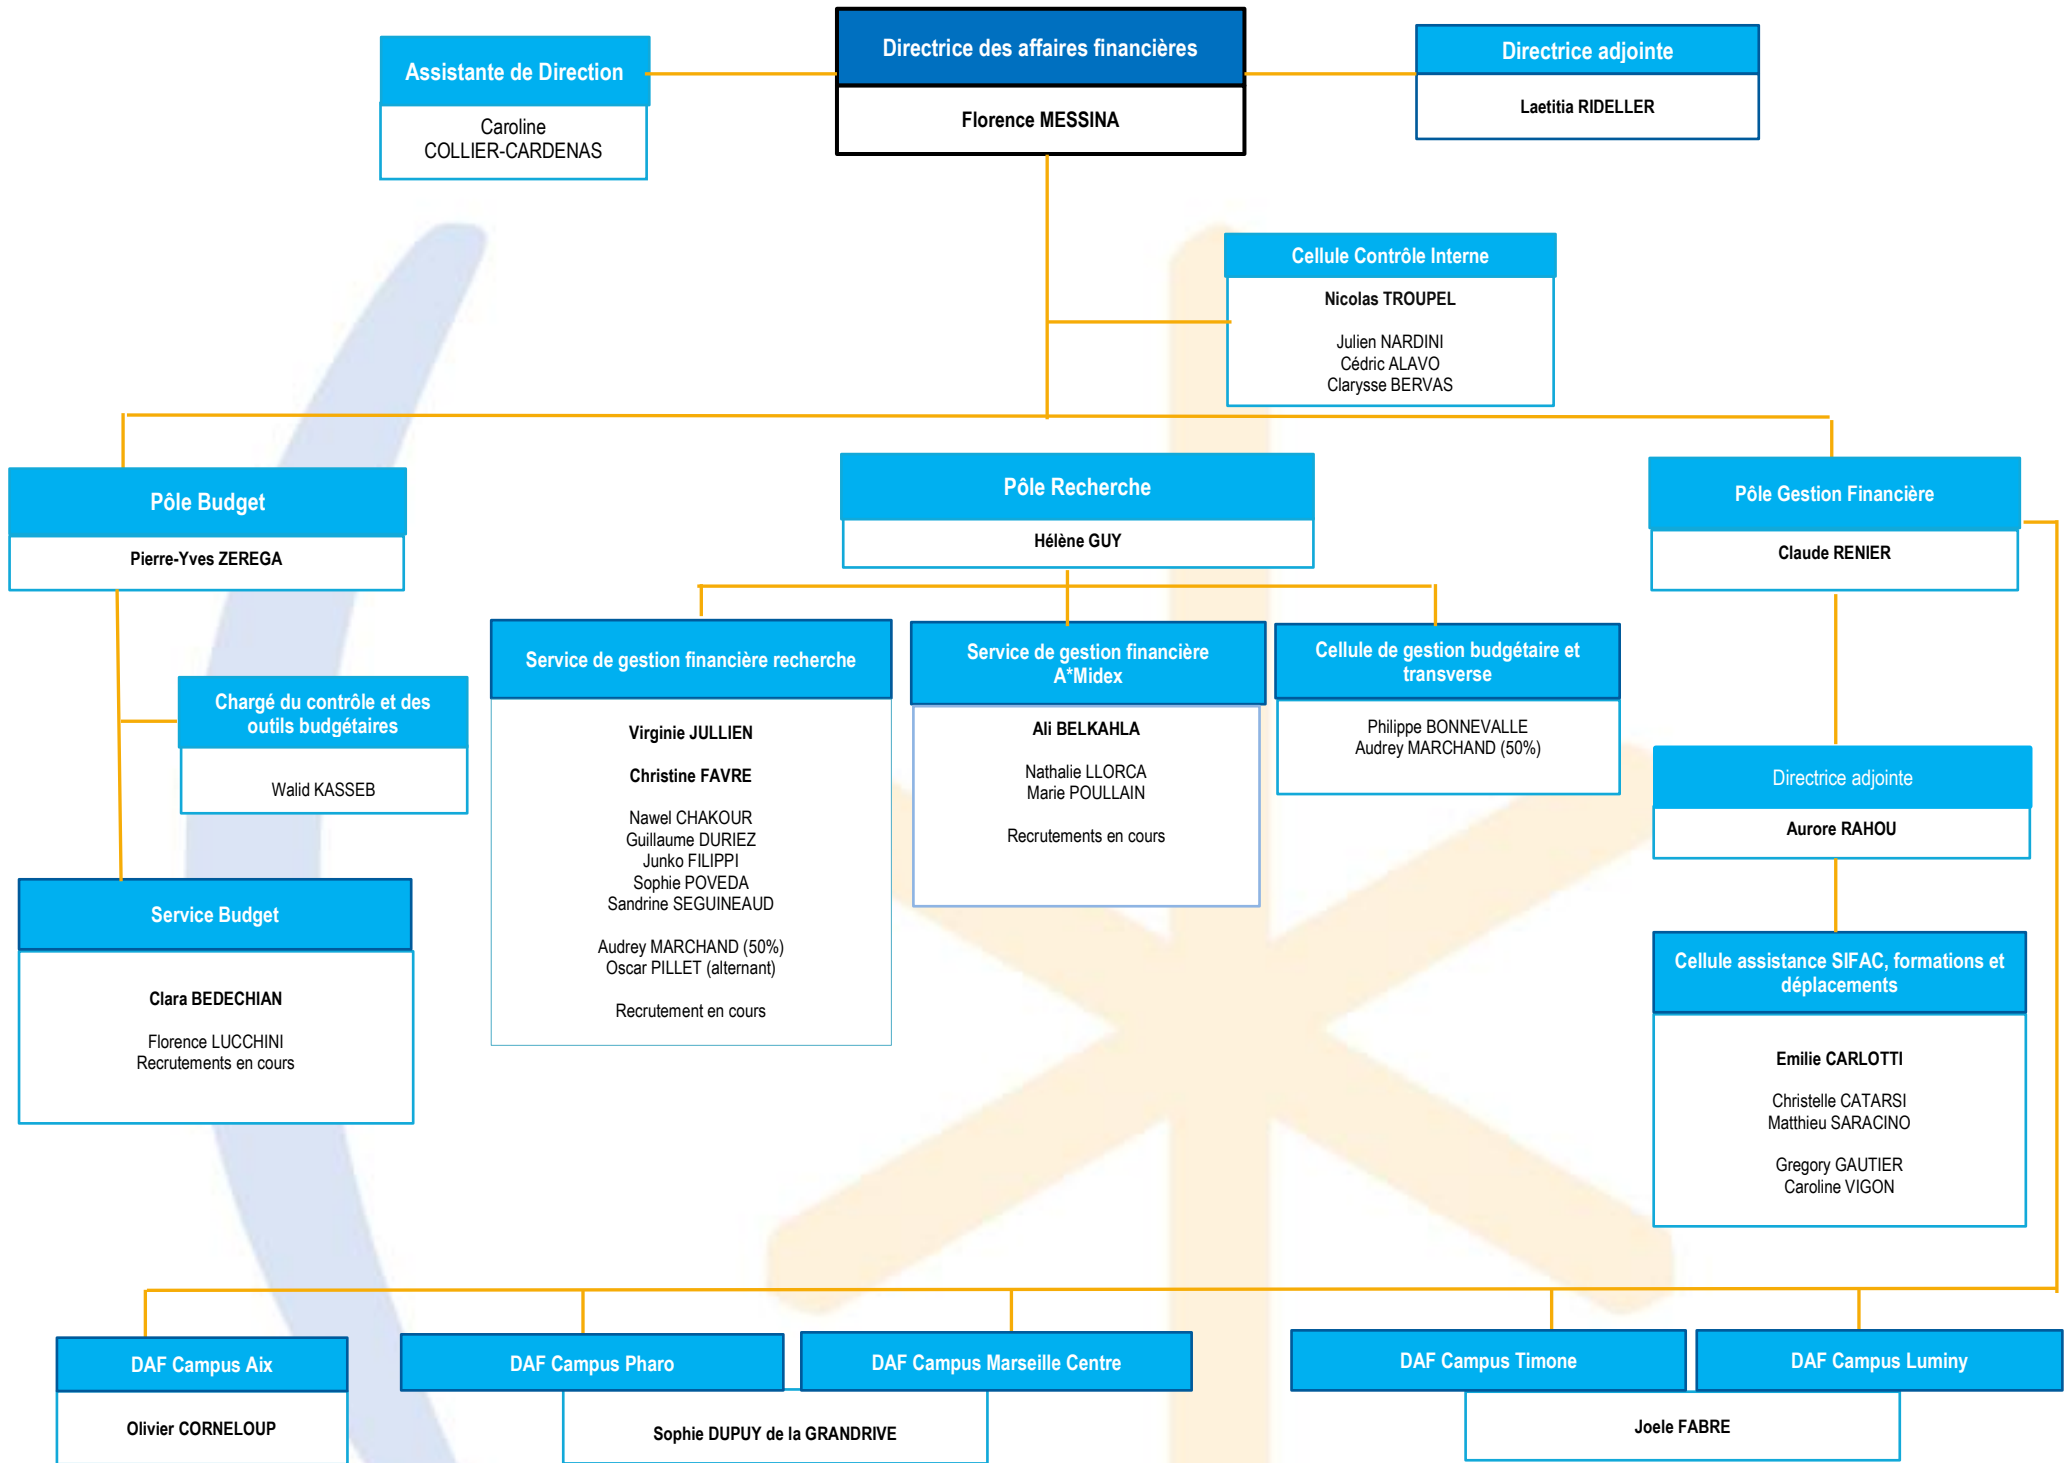 Assistante de Direction
Caroline
COLLIER-CARDENAS
Directrice des affaires financières
Florence MESSINA
Directrice adjointe
Laetitia RIDELLER
Cellule Contrôle Interne
Nicolas TROUPEL
Julien NARDINI
Cédric ALAVO
Clarysse BERVAS
Pôle Budget
Pierre-Yves ZEREGA
Chargé du contrôle et des
outils budgétaires
Walid KASSEB
Service Budget
Clara BEDECHIAN
Florence LUCCHINI
Recrutements en cours
Pôle Recherche
Hélène GUY
Service de gestion financière recherche
Virginie JULLIEN
Christine FAVRE
Nawel CHAKOUR
Guillaume DURIEZ
Junko FILIPPI
Sophie POVEDA
Sandrine SEGUINEAUD
Audrey MARCHAND (50%)
Oscar PILLET (alternant)
Recrutement en cours
Service de gestion financière
A*Midex
Ali BELKAHLA
Nathalie LLORCA
Marie POULLAIN
Recrutements en cours
Cellule de gestion budgétaire et
transverse
Philippe BONNEVALLE
Audrey MARCHAND (50%)
Pôle Gestion Financière
Claude RENIER
Directrice adjointe
Aurore RAHOU
Cellule assistance SIFAC, formations et
déplacements
Emilie CARLOTTI
Christelle CATARSI
Matthieu SARACINO
Gregory GAUTIER
Caroline VIGON
DAF Campus Aix
Olivier CORNELOUP
DAF Campus Pharo
DAF Campus Marseille Centre
Sophie DUPUY de la GRANDRIVE
DAF Campus Timone
DAF Campus Luminy
Joele FABRE